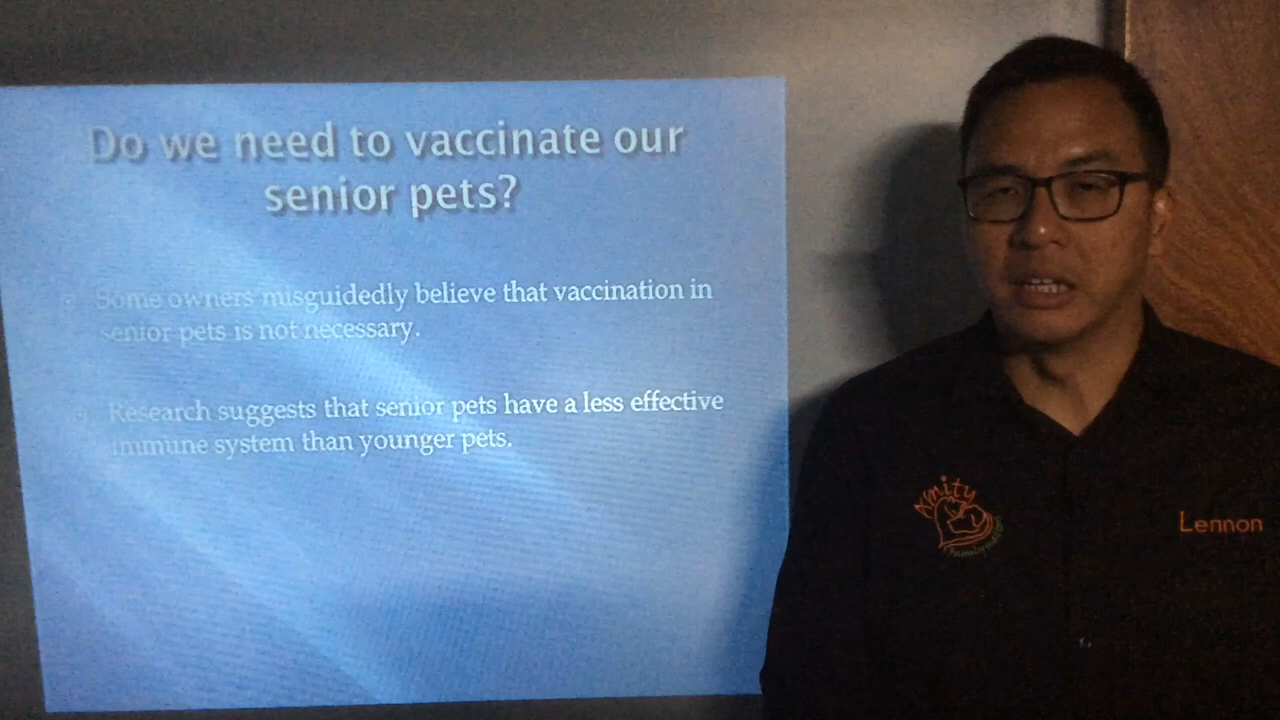 Do we need to vaccinate our
senior pets?
Some owners misguidedly believe that vaccination in
senior pets is not necessary.
Research suggests that senior pets have a less effective
immune system than younger pets.
Amity
Lennon